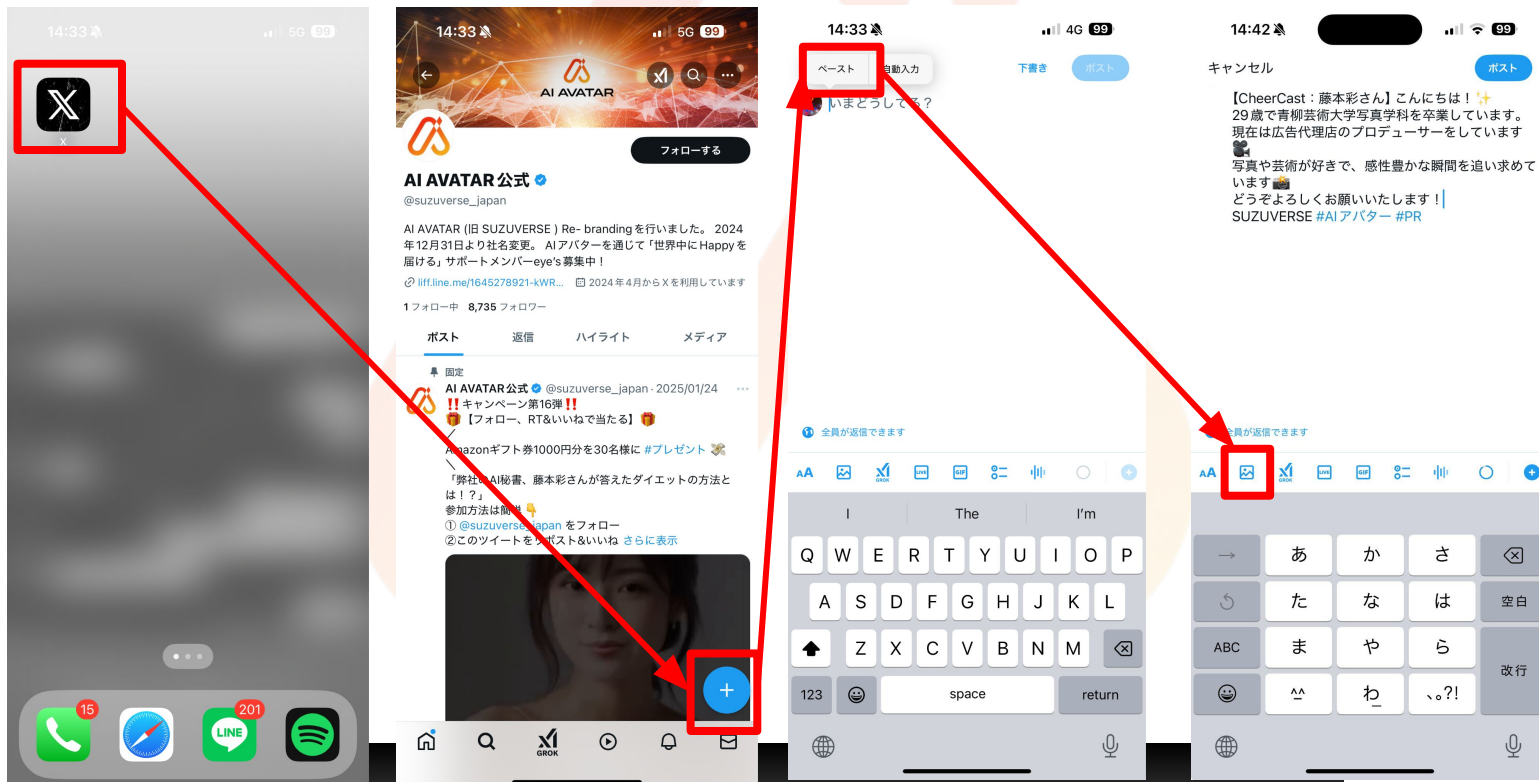 14:33
5G 99
X
15
201
LINE
14:33
5G 99
AI AVATAR
フォローする
AI AVATAR公式
@suzuverse_japan
AI AVATAR (旧 SUZUVERSE ) Re- brandingを行いました。 2024
年12月31日より社名変更。 AIアバターを通じて「世界中にHappyを
届ける」サポートメンバーeye's募集中！
liff.line.me/1645278921-kWR...
2024年4月からXを利用しています
1 フォロー中 8,735 フォロワー
ポスト 返信 ハイライト メディア
固定
AI AVATAR公式 @suzuverse_japan · 2025/01/24
‼️キャンペーン第16弾‼️
🎁【フォロー、RT&いいねで当たる】🎁
／
Amazonギフト券1000円分を30名様に #プレゼント 💸
＼
「弊社のAI秘書、藤本彩さんが答えたダイエットの方法と
は！？」
参加方法は簡単👇
① @suzuverse_japan をフォロー
②このツイートをリポスト&いいね さらに表示
GROK
14:33
4G 99
ペースト 自動入力
下書き
ポスト
いまどうしてる？
全員が返信できます
AA GROK LIVE GIF
I The I'm
Q W E R T Y U I O P
A S D F G H J K L
Z X C V B N M
123 space return
14:42
99
キャンセル
ポスト
【CheerCast：藤本彩さん】こんにちは！✨
29歳で青柳芸術大学写真学科を卒業しています。
現在は広告代理店のプロデューサーをしています
🎥
写真や芸術が好きで、感性豊かな瞬間を追い求めて
います📸
どうぞよろしくお願いいたします！
SUZUVERSE #AIアバター #PR
全員が返信できます
AA GROK LIVE GIF
あ か さ
た な は 空白
ABC ま や ら
改行
^^ わ 、。?!